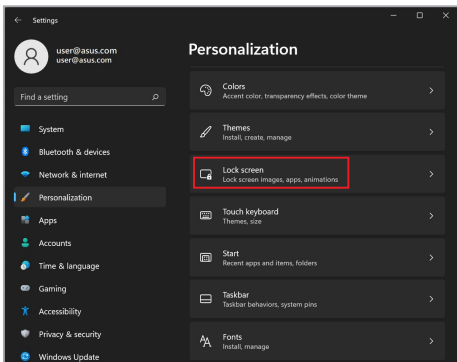 Settings
user@asus.com
user@asus.com
Find a setting
System
Bluetooth & devices
Network & internet
Personalization
Apps
Accounts
Time & language
Gaming
Accessibility
Privacy & security
Windows Update
Personalization
Colors
Accent color, transparency effects, color theme
Themes
Install, create, manage
Lock screen
Lock screen images, apps, animations
Touch keyboard
Themes, size
Start
Recent apps and items, folders
Taskbar
Taskbar behaviors, system pins
Fonts
Install, manage